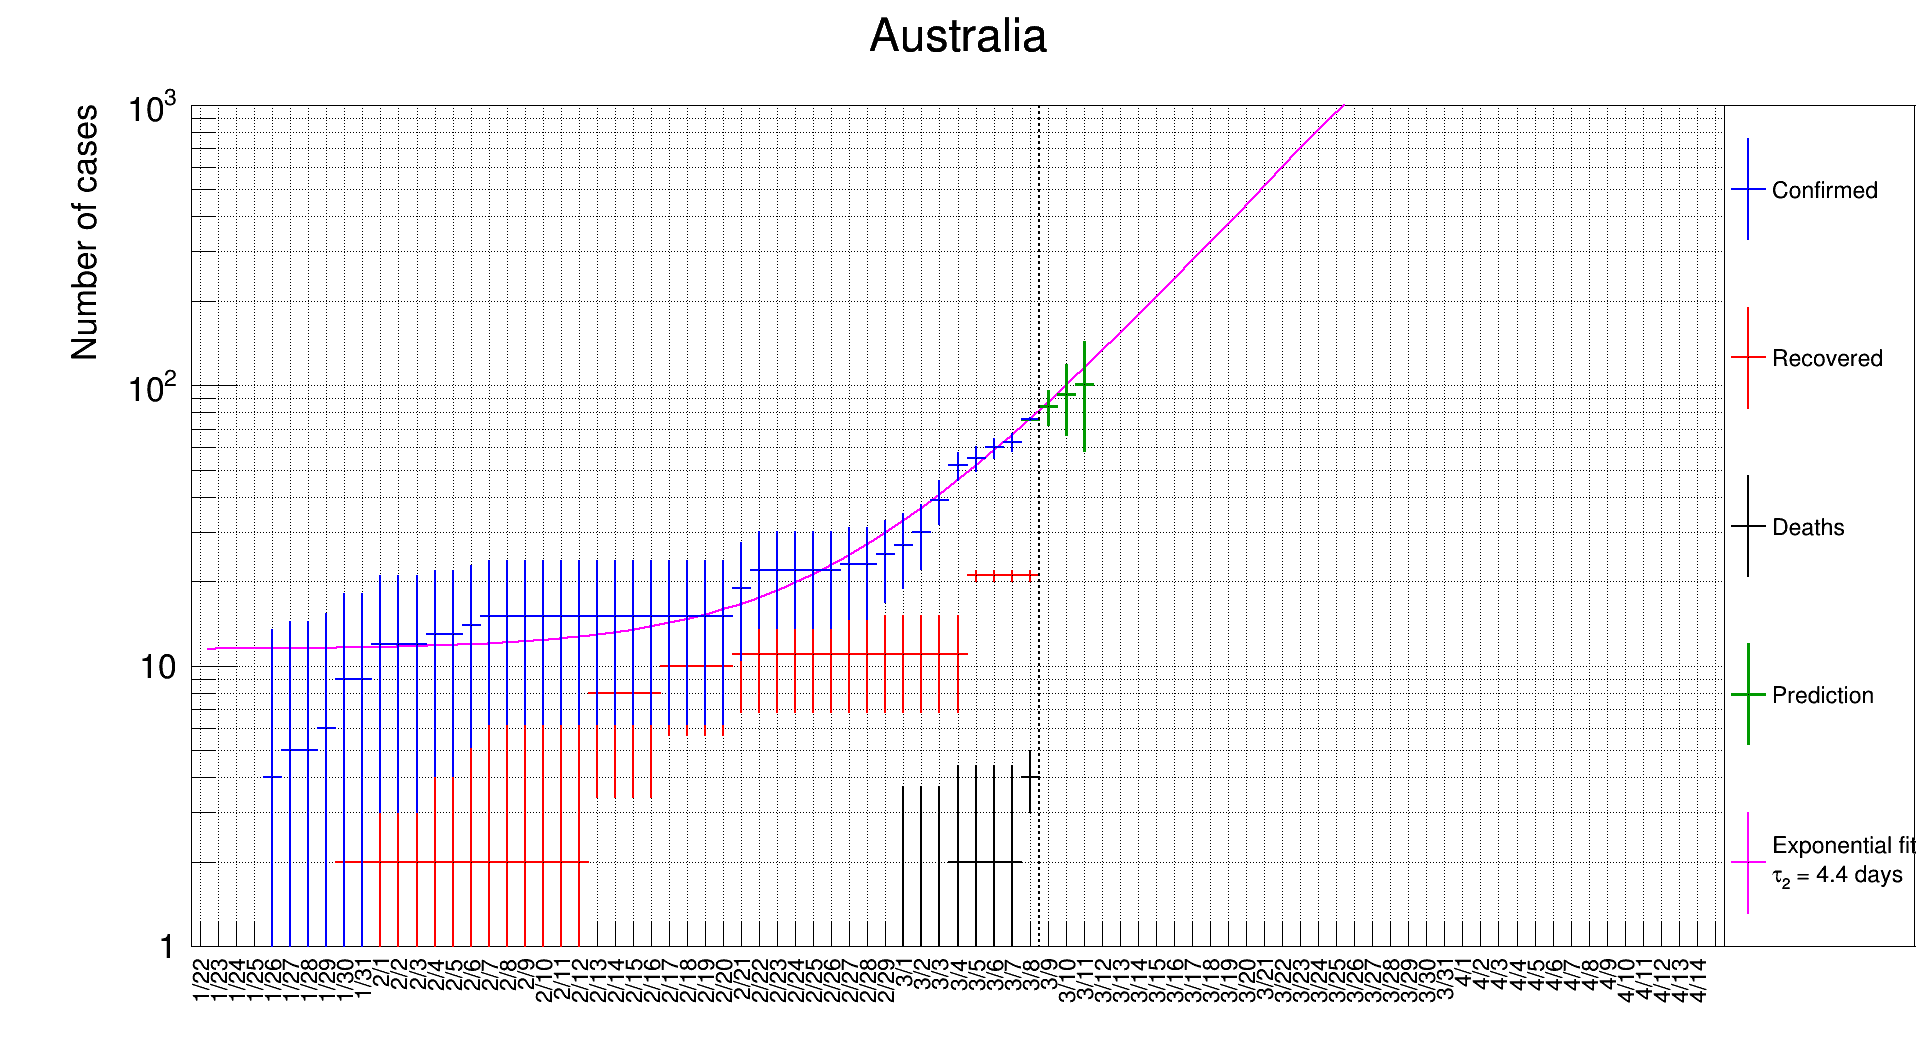 Australia
Number of cases
10³
10²
10
1
1/22 1/23 1/24 1/25 1/26 1/27 1/28 1/29 1/30 1/31 2/1 2/2 2/3 2/4 2/5 2/6 2/7 2/8 2/9 2/10 2/11 2/12 2/13 2/14 2/15 2/16 2/17 2/18 2/19 2/20 2/21 2/22 2/23 2/24 2/25 2/26 2/27 2/28 2/29 3/1 3/2 3/3 3/4 3/5 3/6 3/7 3/8 3/9 3/10 3/11 3/12 3/13 3/14 3/15 3/16 3/17 3/18 3/19 3/20 3/21 3/22 3/23 3/24 3/25 3/26 3/27 3/28 3/29 3/30 3/31 4/1 4/2 4/3 4/4 4/5 4/6 4/7 4/8 4/9 4/10 4/11 4/12 4/13 4/14
Confirmed
Recovered
Deaths
Prediction
Exponential fit
τ₂ = 4.4 days